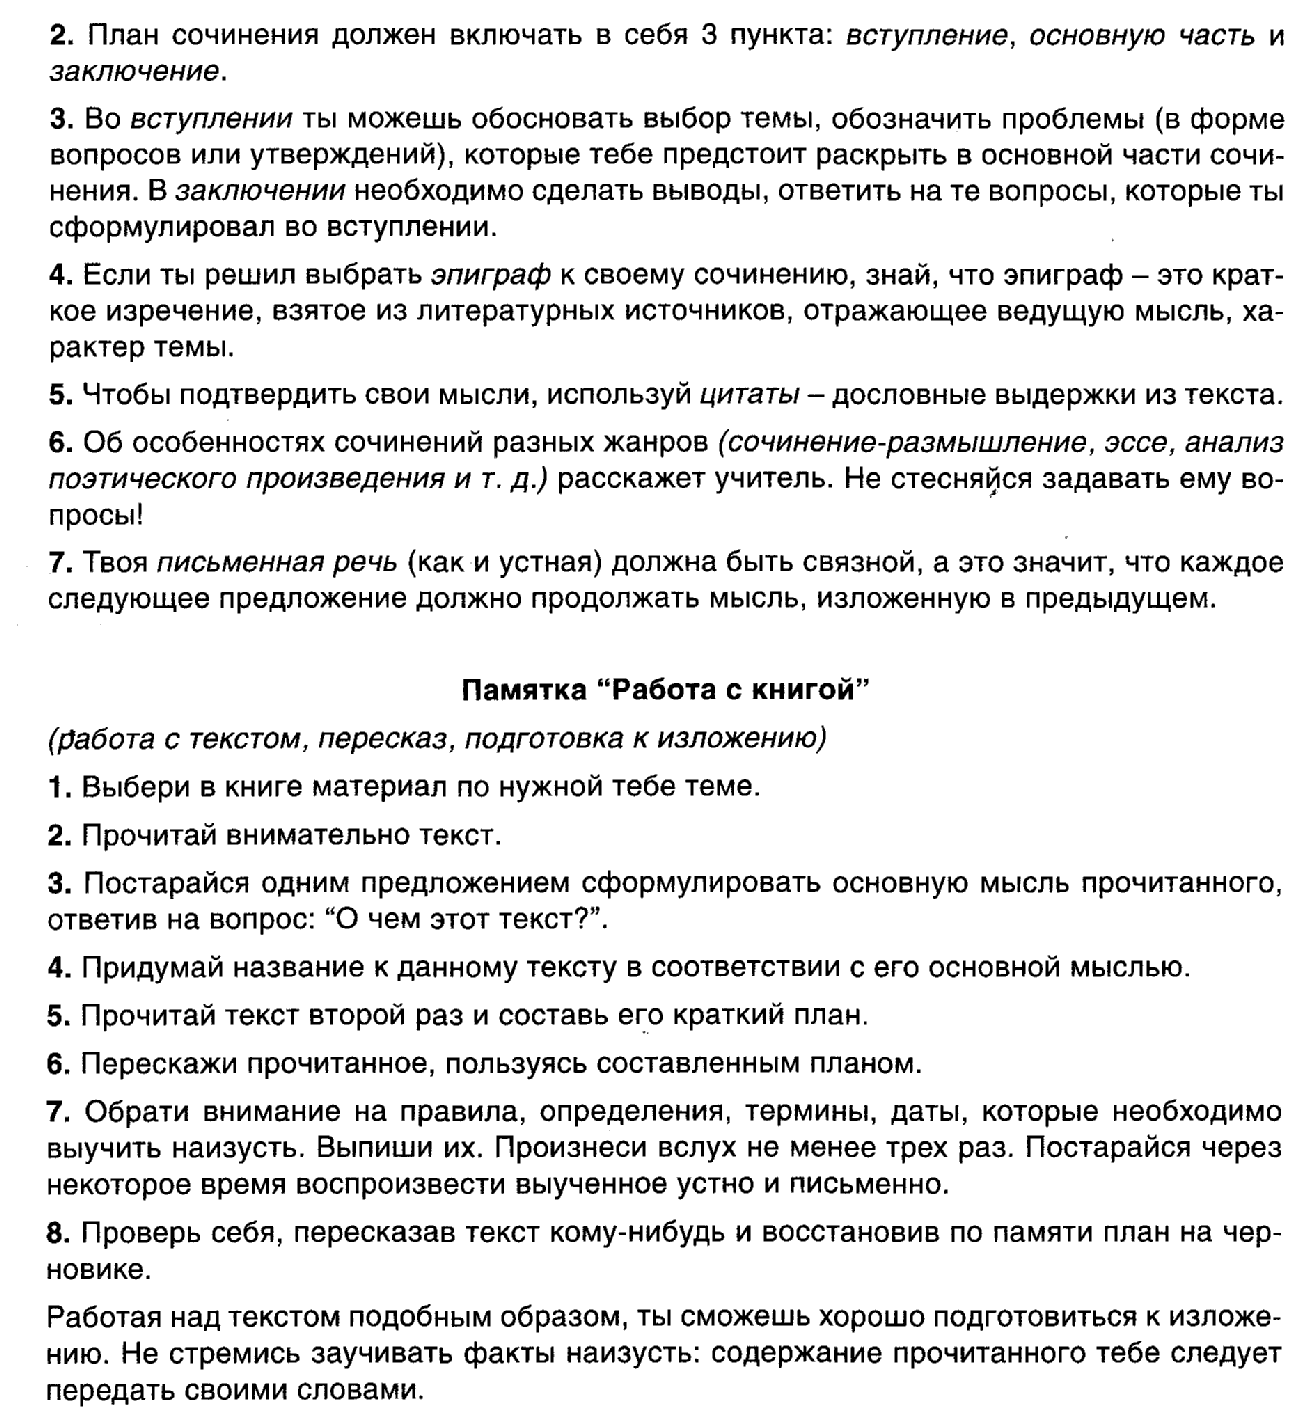 2. План сочинения должен включать в себя 3 пункта: вступление, основную часть и
заключение.
3. Во вступлении ты можешь обосновать выбор темы, обозначить проблемы (в форме
вопросов или утверждений), которые тебе предстоит раскрыть в основной части сочи-
нения. В заключении необходимо сделать выводы, ответить на те вопросы, которые ты
сформулировал во вступлении.
4. Если ты решил выбрать эпиграф к своему сочинению, знай, что эпиграф – это крат-
кое изречение, взятое из литературных источников, отражающее ведущую мысль, ха-
рактер темы.
5. Чтобы подтвердить свои мысли, используй цитаты – дословные выдержки из текста.
6. Об особенностях сочинений разных жанров (сочинение-размышление, эссе, анализ
поэтического произведения и т. д.) расскажет учитель. Не стесняйся задавать ему во-
просы!
7. Твоя письменная речь (как и устная) должна быть связной, а это значит, что каждое
следующее предложение должно продолжать мысль, изложенную в предыдущем.
Памятка “Работа с книгой”
(работа с текстом, пересказ, подготовка к изложению)
1. Выбери в книге материал по нужной тебе теме.
2. Прочитай внимательно текст.
3. Постарайся одним предложением сформулировать основную мысль прочитанного,
ответив на вопрос: “О чем этот текст?”.
4. Придумай название к данному тексту в соответствии с его основной мыслью.
5. Прочитай текст второй раз и составь его краткий план.
6. Перескажи прочитанное, пользуясь составленным планом.
7. Обрати внимание на правила, определения, термины, даты, которые необходимо
выучить наизусть. Выпиши их. Произнеси вслух не менее трех раз. Постарайся через
некоторое время воспроизвести выученное устно и письменно.
8. Проверь себя, пересказав текст кому-нибудь и восстановив по памяти план на чер-
новике.
Работая над текстом подобным образом, ты сможешь хорошо подготовиться к изложе-
нию. Не стремись заучивать факты наизусть: содержание прочитанного тебе следует
передать своими словами.